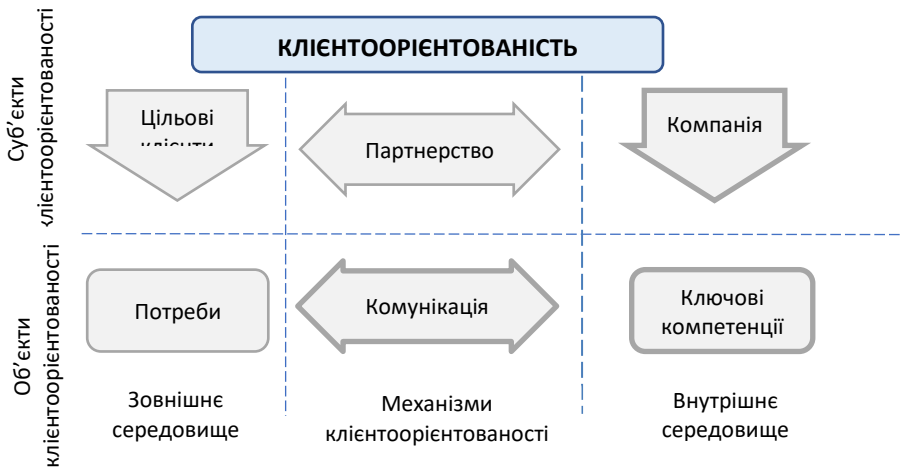 КЛІЄНТООРІЄНТОВАНІСТЬ
Суб’єкти
клієнтоорієнтованості
Цільові
клієнти
Партнерство
Компанія
Об’єкти
клієнтоорієнтованості
Потреби
Комунікація
Ключові
компетенції
Зовнішнє
середовище
Механізми
клієнтоорієнтованості
Внутрішнє
середовище